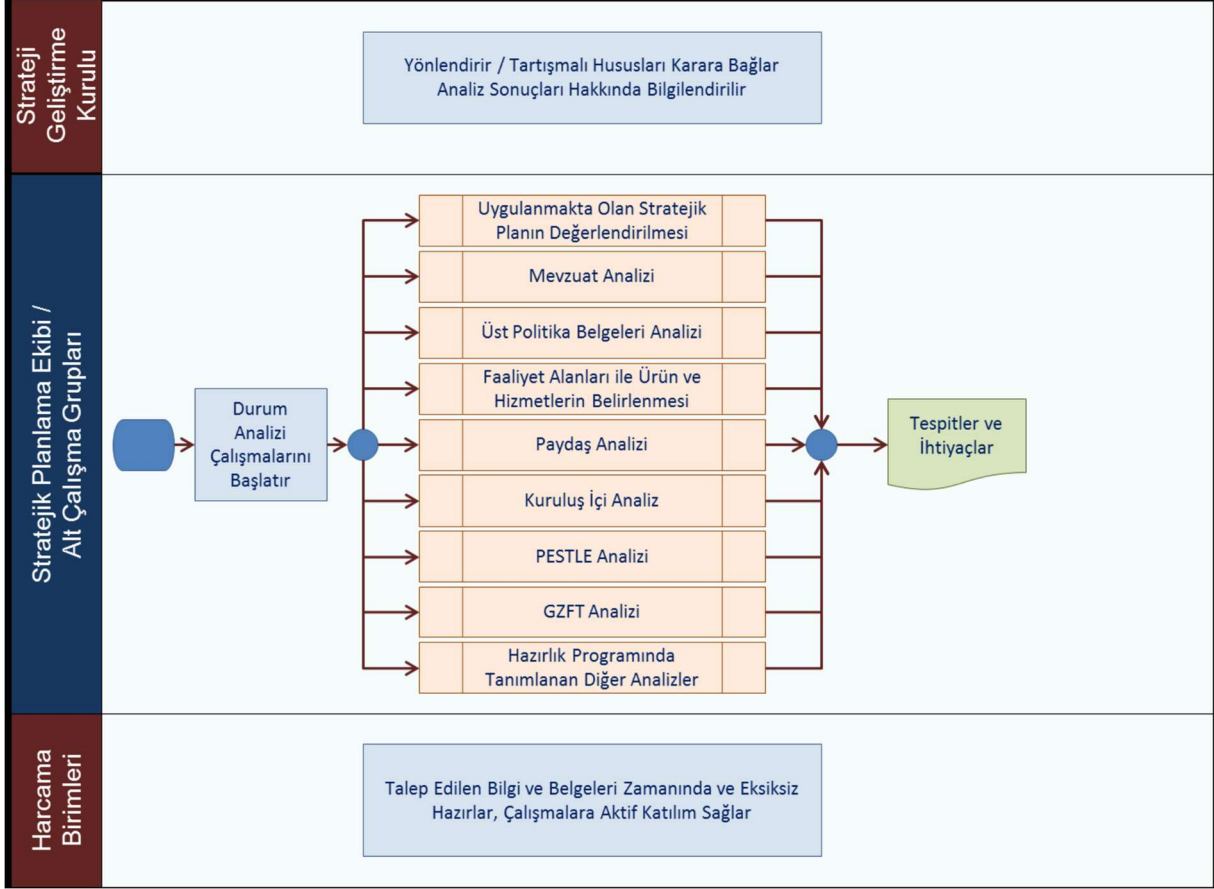 Strateji
Geliştirme
Kurulu
Yönlendirir / Tartışmalı Hususları Karara Bağlar
Analiz Sonuçları Hakkında Bilgilendirilir
Stratejik Planlama Ekibi /
Alt Çalışma Grupları
Durum
Analizi
Çalışmalarını
Başlatır
Uygulanmakta Olan Stratejik
Planın Değerlendirilmesi
Mevzuat Analizi
Üst Politika Belgeleri Analizi
Faaliyet Alanları ile Ürün ve
Hizmetlerin Belirlenmesi
Paydaş Analizi
Kuruluş İçi Analiz
PESTLE Analizi
GZFT Analizi
Hazırlık Programında
Tanımlanan Diğer Analizler
Tespitler ve
İhtiyaçlar
Harcama
Birimleri
Talep Edilen Bilgi ve Belgeleri Zamanında ve Eksiksiz
Hazırlar, Çalışmalara Aktif Katılım Sağlar